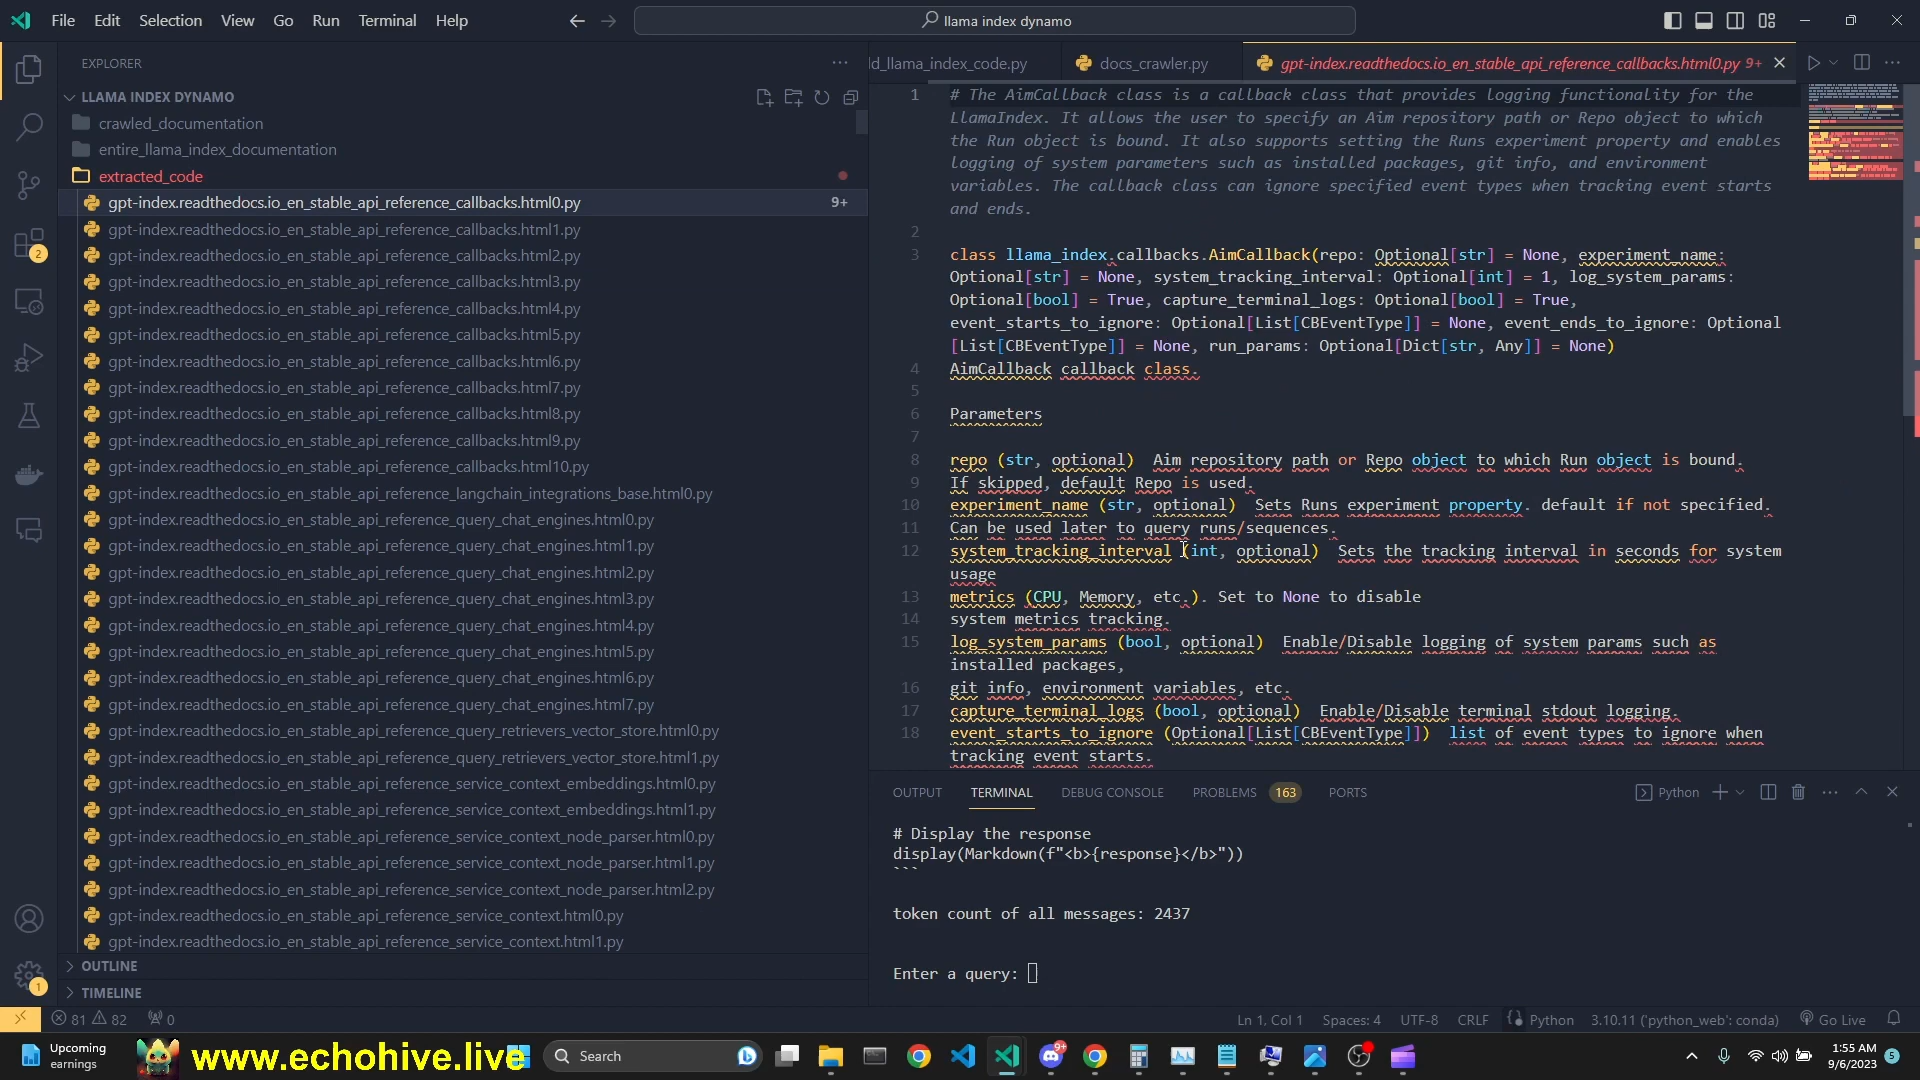 File Edit Selection View Go Run Terminal Help
llama index dynamo
EXPLORER
LLAMA INDEX DYNAMO
crawled_documentation
entire_llama_index_documentation
extracted_code
gpt-index.readthedocs.io_en_stable_api_reference_callbacks.html0.py 9+
gpt-index.readthedocs.io_en_stable_api_reference_callbacks.html1.py
gpt-index.readthedocs.io_en_stable_api_reference_callbacks.html2.py
gpt-index.readthedocs.io_en_stable_api_reference_callbacks.html3.py
gpt-index.readthedocs.io_en_stable_api_reference_callbacks.html4.py
gpt-index.readthedocs.io_en_stable_api_reference_callbacks.html5.py
gpt-index.readthedocs.io_en_stable_api_reference_callbacks.html6.py
gpt-index.readthedocs.io_en_stable_api_reference_callbacks.html7.py
gpt-index.readthedocs.io_en_stable_api_reference_callbacks.html8.py
gpt-index.readthedocs.io_en_stable_api_reference_callbacks.html9.py
gpt-index.readthedocs.io_en_stable_api_reference_callbacks.html10.py
gpt-index.readthedocs.io_en_stable_api_reference_langchain_integrations_base.html0.py
gpt-index.readthedocs.io_en_stable_api_reference_query_chat_engines.html0.py
gpt-index.readthedocs.io_en_stable_api_reference_query_chat_engines.html1.py
gpt-index.readthedocs.io_en_stable_api_reference_query_chat_engines.html2.py
gpt-index.readthedocs.io_en_stable_api_reference_query_chat_engines.html3.py
gpt-index.readthedocs.io_en_stable_api_reference_query_chat_engines.html4.py
gpt-index.readthedocs.io_en_stable_api_reference_query_chat_engines.html5.py
gpt-index.readthedocs.io_en_stable_api_reference_query_chat_engines.html6.py
gpt-index.readthedocs.io_en_stable_api_reference_query_chat_engines.html7.py
gpt-index.readthedocs.io_en_stable_api_reference_query_retrievers_vector_store.html0.py
gpt-index.readthedocs.io_en_stable_api_reference_query_retrievers_vector_store.html1.py
gpt-index.readthedocs.io_en_stable_api_reference_service_context_embeddings.html0.py
gpt-index.readthedocs.io_en_stable_api_reference_service_context_embeddings.html1.py
gpt-index.readthedocs.io_en_stable_api_reference_service_context_node_parser.html0.py
gpt-index.readthedocs.io_en_stable_api_reference_service_context_node_parser.html1.py
gpt-index.readthedocs.io_en_stable_api_reference_service_context_node_parser.html2.py
gpt-index.readthedocs.io_en_stable_api_reference_service_context.html0.py
gpt-index.readthedocs.io_en_stable_api_reference_service_context.html1.py
OUTLINE
TIMELINE
2
1
ld_llama_index_code.py docs_crawler.py gpt-index.readthedocs.io_en_stable_api_reference_callbacks.html0.py 9+
1 # The AimCallback class is a callback class that provides logging functionality for the
LlamaIndex. It allows the user to specify an Aim repository path or Repo object to which
the Run object is bound. It also supports setting the Runs experiment property and enables
logging of system parameters such as installed packages, git info, and environment
variables. The callback class can ignore specified event types when tracking event starts
and ends.
2
3 class llama_index.callbacks.AimCallback(repo: Optional[str] = None, experiment_name:
Optional[str] = None, system_tracking_interval: Optional[int] = 1, log_system_params:
Optional[bool] = True, capture_terminal_logs: Optional[bool] = True,
event_starts_to_ignore: Optional[List[CBEventType]] = None, event_ends_to_ignore: Optional
[List[CBEventType]] = None, run_params: Optional[Dict[str, Any]] = None)
4 AimCallback callback class.
5
6 Parameters
7
8 repo (str, optional)  Aim repository path or Repo object to which Run object is bound.
9 If skipped, default Repo is used.
10 experiment_name (str, optional)  Sets Runs experiment property. default if not specified.
11 Can be used later to query runs/sequences.
12 system_tracking_interval (int, optional)  Sets the tracking interval in seconds for system
usage
13 metrics (CPU, Memory, etc.). Set to None to disable
14 system metrics tracking.
15 log_system_params (bool, optional)  Enable/Disable logging of system params such as
installed packages,
16 git info, environment variables, etc.
17 capture_terminal_logs (bool, optional)  Enable/Disable terminal stdout logging.
18 event_starts_to_ignore (Optional[List[CBEventType]])  list of event types to ignore when
tracking event starts.
OUTPUT TERMINAL DEBUG CONSOLE PROBLEMS 163 PORTS Python
# Display the response
display(Markdown(f"<b>{response}</b>"))
```
token count of all messages: 2437
Enter a query:
81 82 0 Ln 1, Col 1 Spaces: 4 UTF-8 CRLF Python 3.10.11 ('python_web': conda) Go Live
Upcoming
earnings
www.echohive.live
Search
9+
1:55 AM
9/6/2023
5